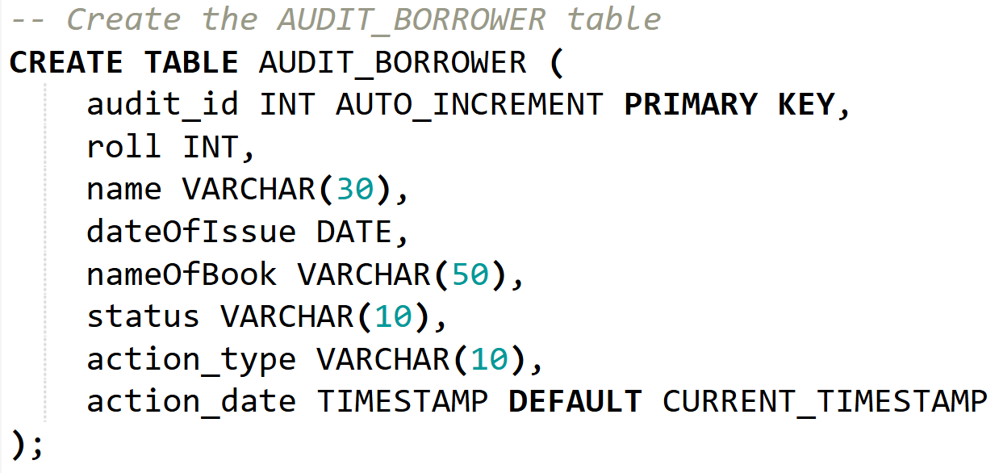 -- Create the AUDIT_BORROWER table
CREATE TABLE AUDIT_BORROWER (
    audit_id INT AUTO_INCREMENT PRIMARY KEY,
    roll INT,
    name VARCHAR(30),
    dateOfIssue DATE,
    nameOfBook VARCHAR(50),
    status VARCHAR(10),
    action_type VARCHAR(10),
    action_date TIMESTAMP DEFAULT CURRENT_TIMESTAMP
);